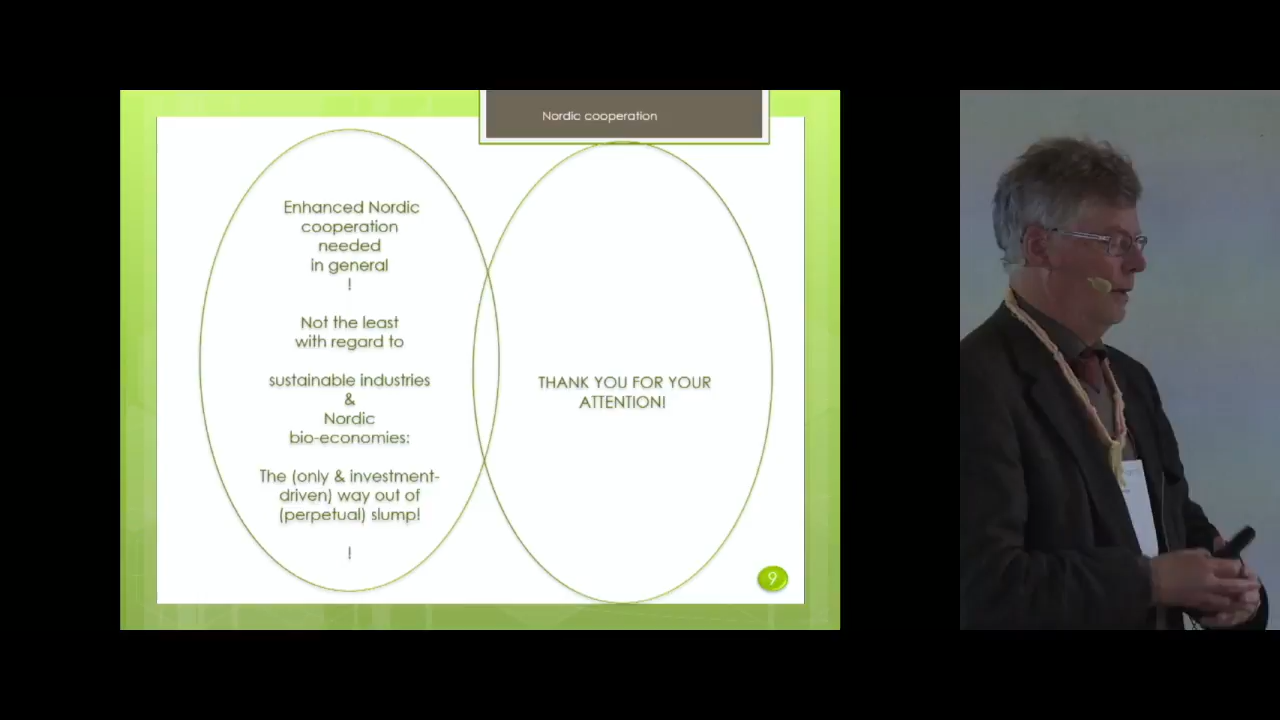 Nordic cooperation
Enhanced Nordic
cooperation
needed
in general
!
Not the least
with regard to
sustainable industries
&
Nordic
bio-economies:
The (only & investment-
driven) way out of
(perpetual) slump!
!
THANK YOU FOR YOUR
ATTENTION!
9